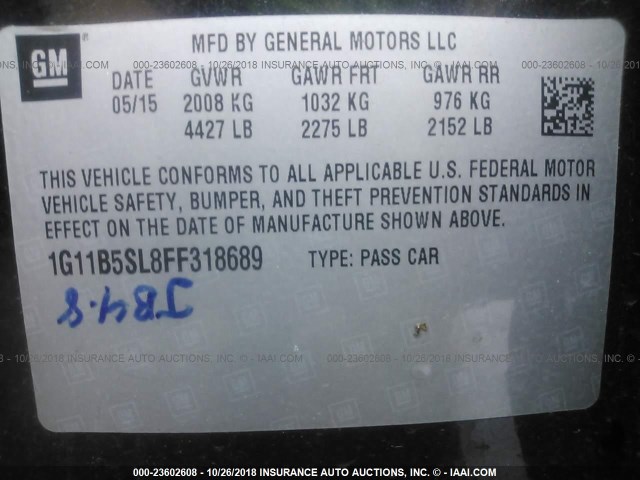 GM
MFD BY GENERAL MOTORS LLC
DATE GVWR GAWR FRT GAWR RR
05/15 2008 KG 1032 KG 976 KG
4427 LB 2275 LB 2152 LB
THIS VEHICLE CONFORMS TO ALL APPLICABLE U.S. FEDERAL MOTOR
VEHICLE SAFETY, BUMPER, AND THEFT PREVENTION STANDARDS IN
EFFECT ON THE DATE OF MANUFACTURE SHOWN ABOVE.
1G11B5SL8FF318689 TYPE: PASS CAR
JB4.8
000-23602608 - 10/26/2018 INSURANCE AUTO AUCTIONS, INC. © - IAAI.COM